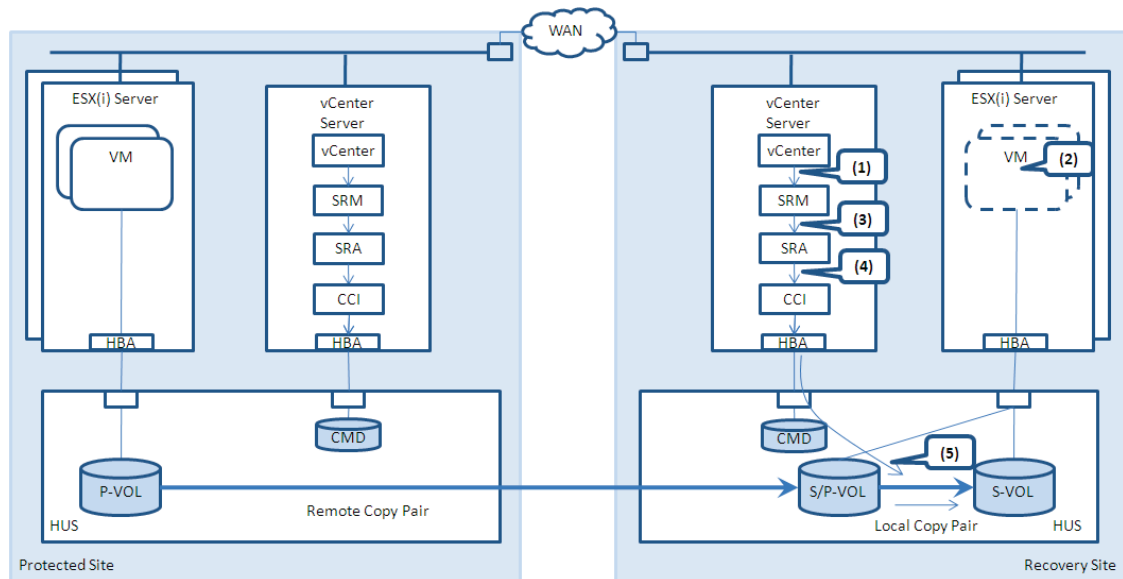 WAN
ESX(i) Server
VM
HBA
vCenter
Server
vCenter
SRM
SRA
CCI
HBA
CMD
P-VOL
Remote Copy Pair
HUS
Protected Site
vCenter
Server
vCenter
(1)
SRM
(3)
SRA
(4)
CCI
HBA
ESX(i) Server
VM
(2)
HBA
CMD
(5)
S/P-VOL
S-VOL
Local Copy Pair
HUS
Recovery Site